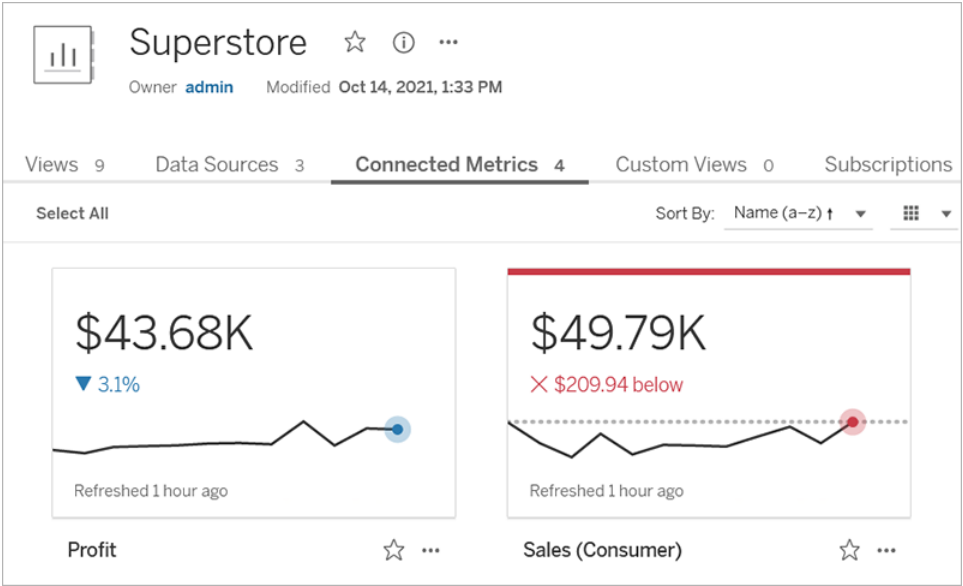 Superstore
Owner admin Modified Oct 14, 2021, 1:33 PM
Views 9 Data Sources 3 Connected Metrics 4 Custom Views 0 Subscriptions
Select All Sort By: Name (a–z)
$43.68K $49.79K
3.1% $209.94 below
Refreshed 1 hour ago Refreshed 1 hour ago
Profit Sales (Consumer)